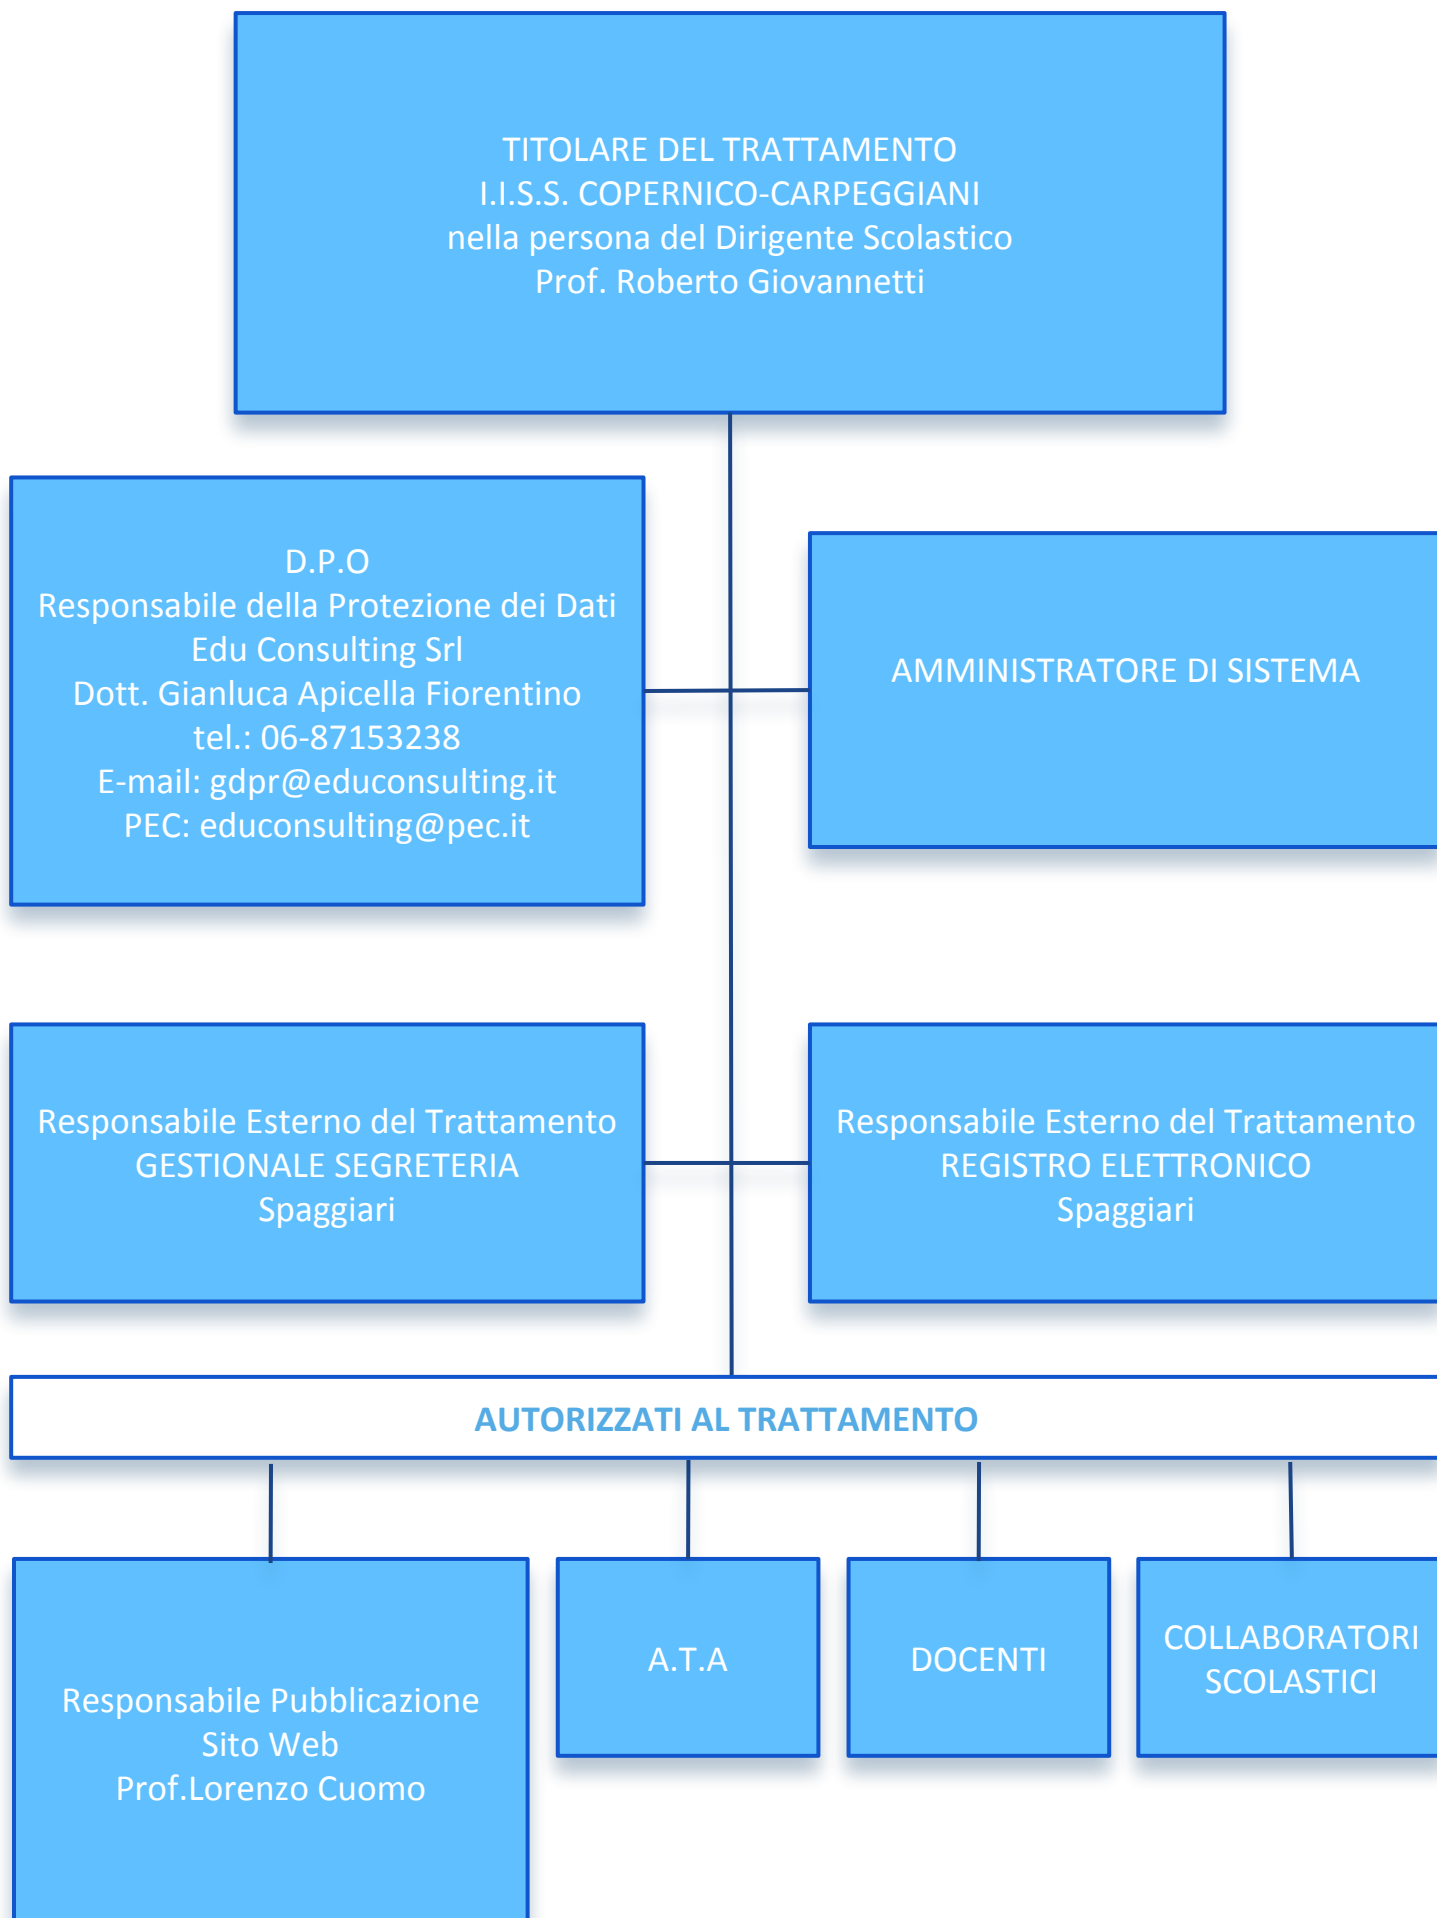 TITOLARE DEL TRATTAMENTO
I.I.S.S. COPERNICO-CARPEGGIANI
nella persona del Dirigente Scolastico
Prof. Roberto Giovannetti
D.P.O
Responsabile della Protezione dei Dati
Edu Consulting Srl
Dott. Gianluca Apicella Fiorentino
tel.: 06-87153238
E-mail: gdpr@educonsulting.it
PEC: educonsulting@pec.it
AMMINISTRATORE DI SISTEMA
Responsabile Esterno del Trattamento
GESTIONALE SEGRETERIA
Spaggiari
Responsabile Esterno del Trattamento
REGISTRO ELETTRONICO
Spaggiari
AUTORIZZATI AL TRATTAMENTO
Responsabile Pubblicazione
Sito Web
Prof.Lorenzo Cuomo
A.T.A
DOCENTI
COLLABORATORI
SCOLASTICI